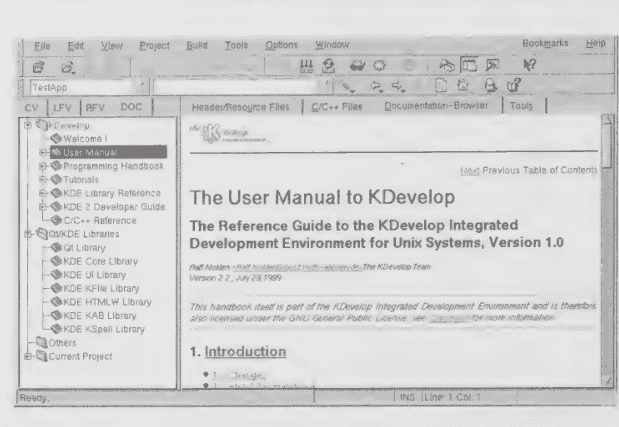 File Edit View Project Build Tools Options Window Bookmarks Help
TestApp
CV LFV RFV DOC
Header/Resource Files C/C++ Files Documentation-Browser Tools
KDevelop
Welcome !
User Manual
Programming Handbook
Tutorials
KDE Library Reference
KDE 2 Developer Guide
C/C++ Reference
Qt/KDE Libraries
Qt Library
KDE Core Library
KDE UI Library
KDE KFile Library
KDE HTMLW Library
KDE KAB Library
KDE KSpell Library
Others
Current Project
the
Next Previous Table of Contents
The User Manual to KDevelop
The Reference Guide to the KDevelop Integrated
Development Environment for Unix Systems, Version 1.0
Ralf Nolden The KDevelop Team
Version 2.2 , July 29,1999
This handbook itself is part of the KDevelop Integrated Development Environment and is therefore
also licensed under the GNU General Public License, see for more information.
1. Introduction
1.1 Changes
Ready.
INS Line: 1 Col: 1